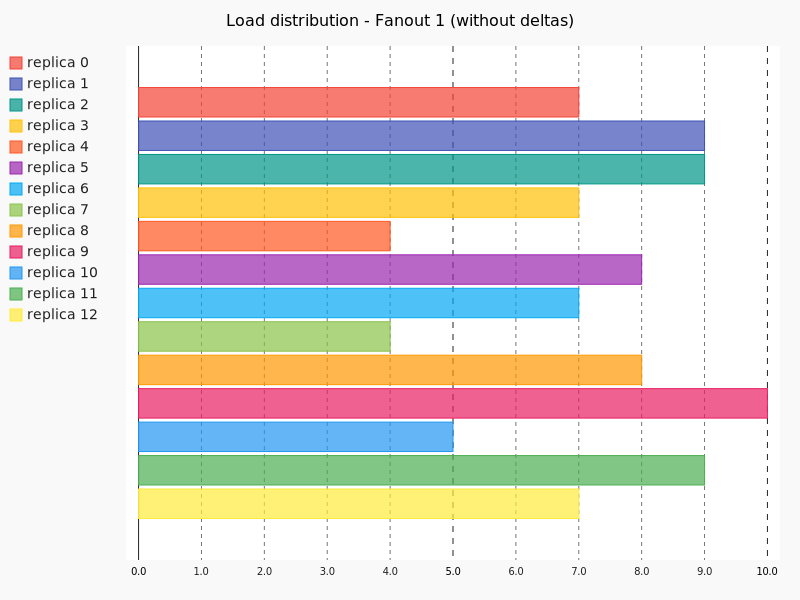 Load distribution - Fanout 1 (without deltas)
replica 0
replica 1
replica 2
replica 3
replica 4
replica 5
replica 6
replica 7
replica 8
replica 9
replica 10
replica 11
replica 12
0.0 1.0 2.0 3.0 4.0 5.0 6.0 7.0 8.0 9.0 10.0